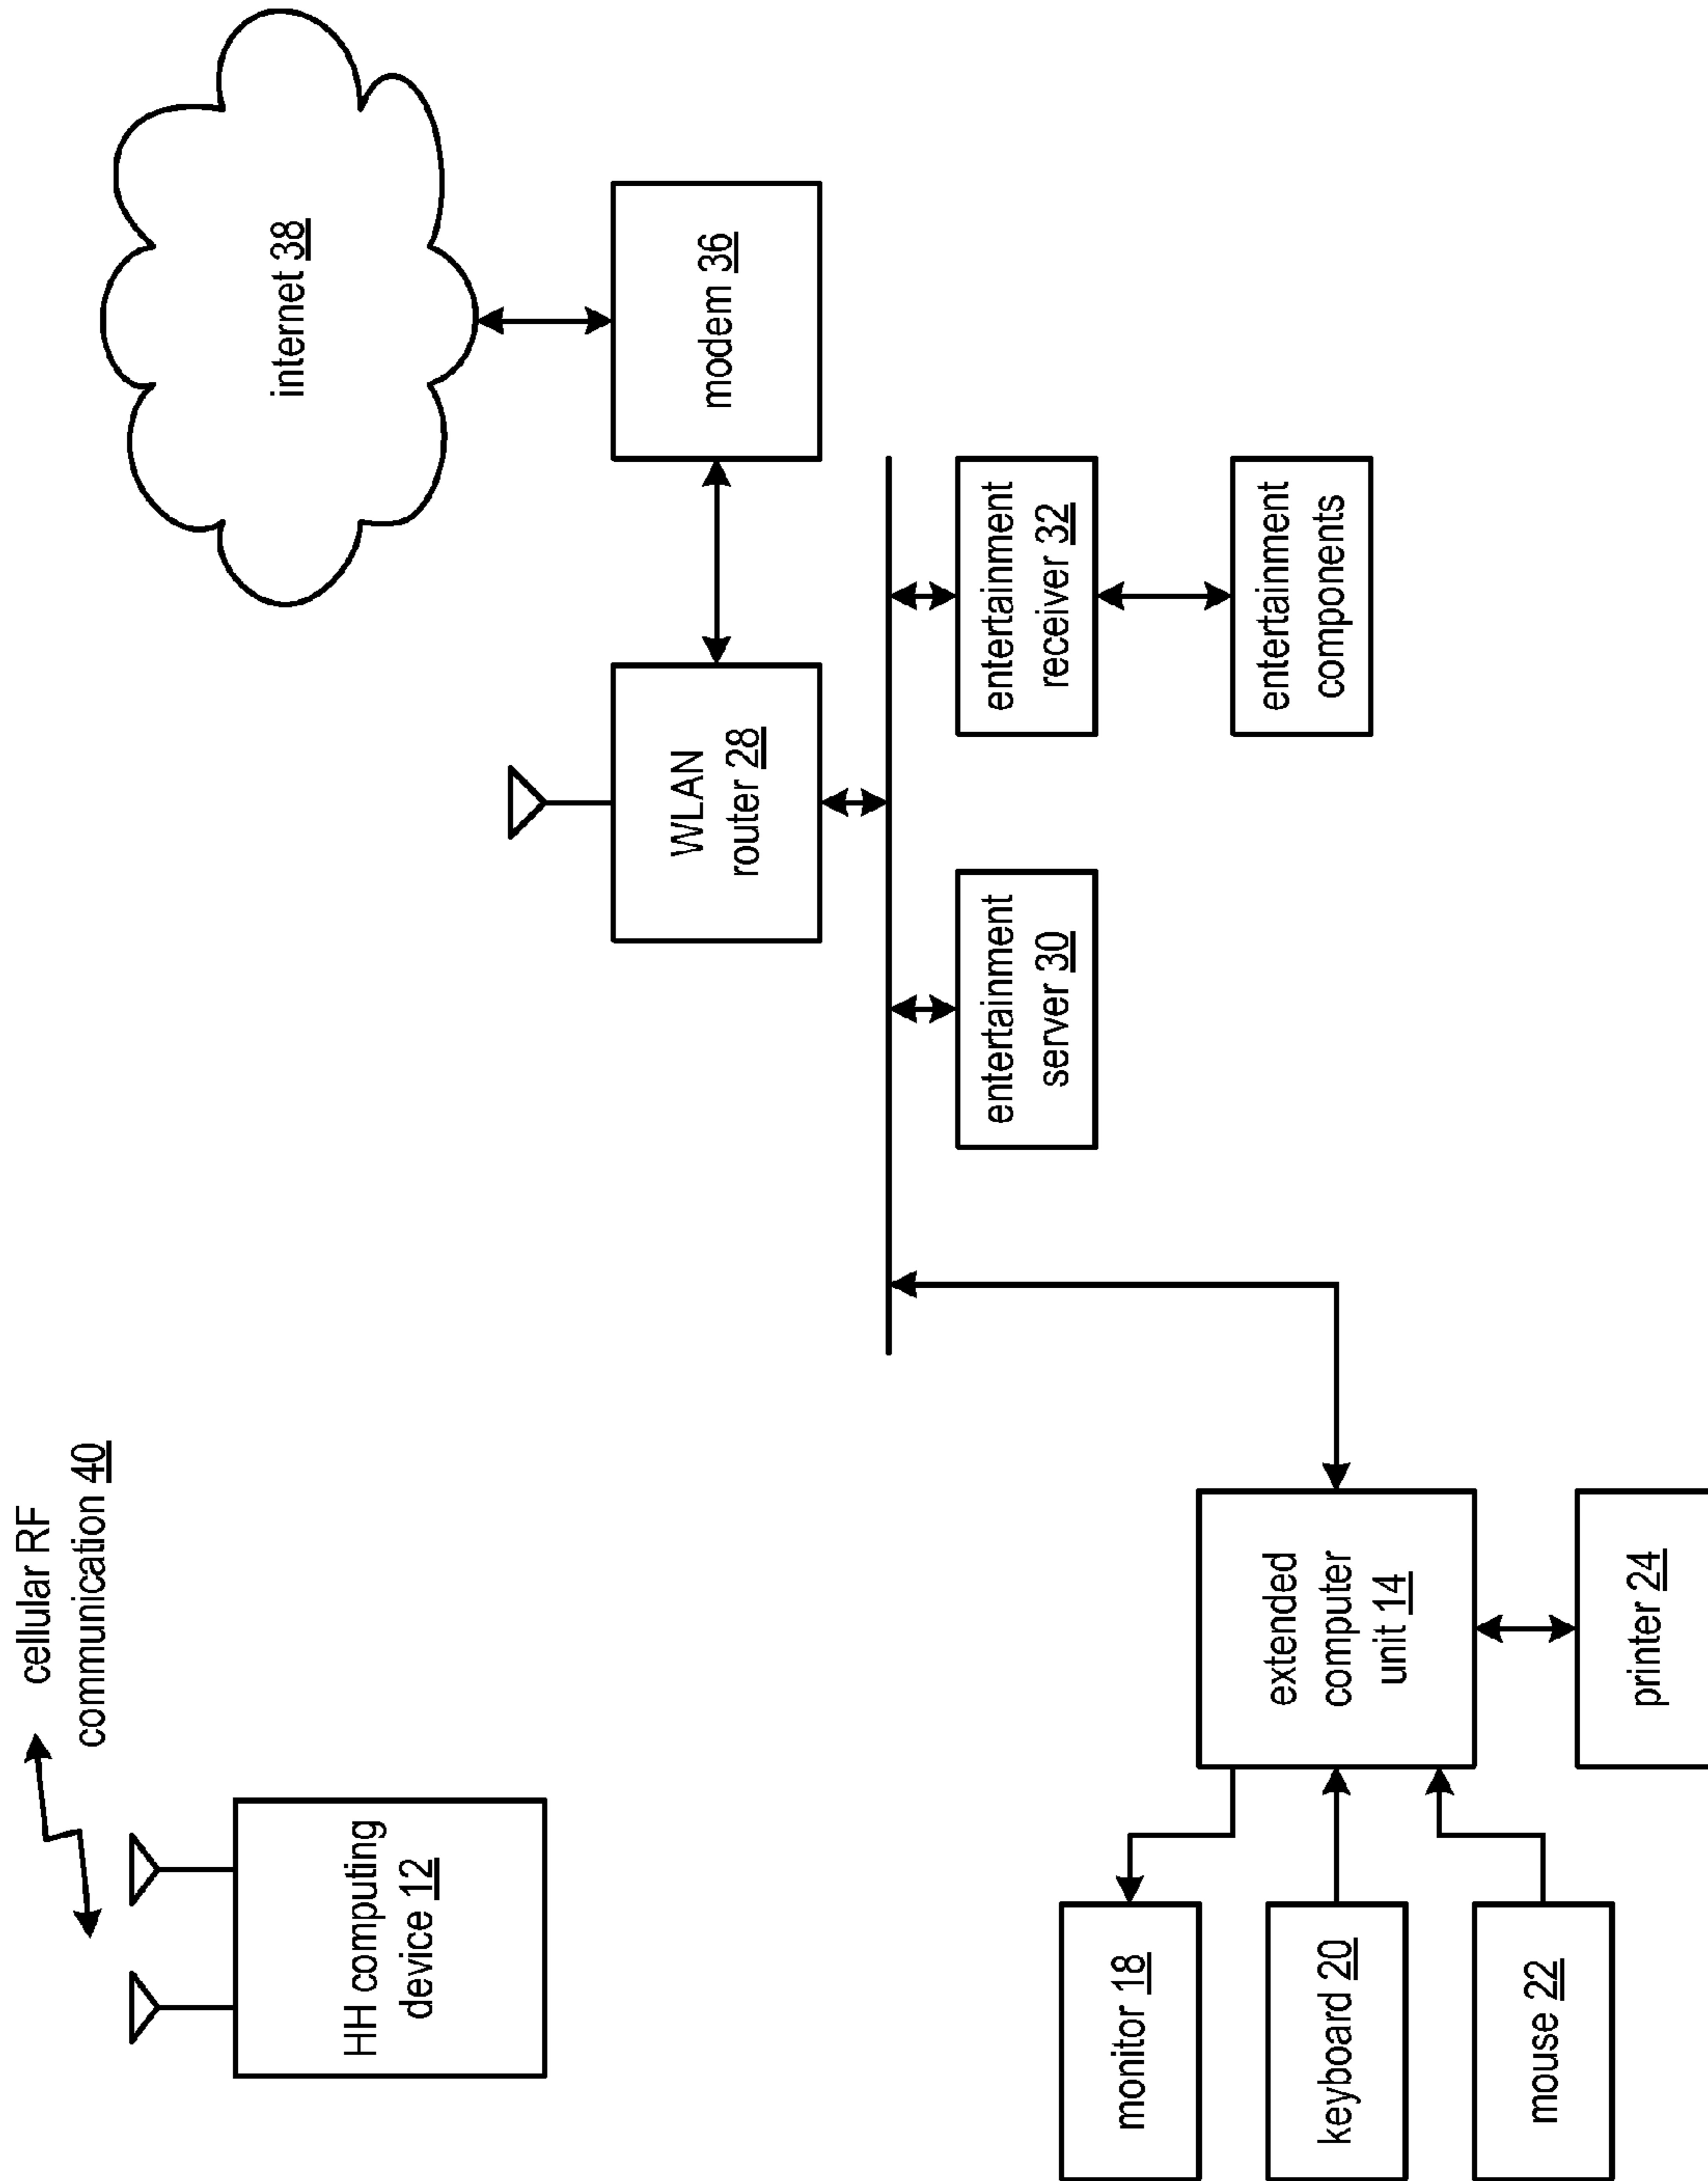 cellular RF
communication 40
HH computing
device 12
internet 38
WLAN
router 28
modem 36
entertainment
server 30
entertainment
receiver 32
entertainment
components
monitor 18
keyboard 20
mouse 22
extended
computer
unit 14
printer 24